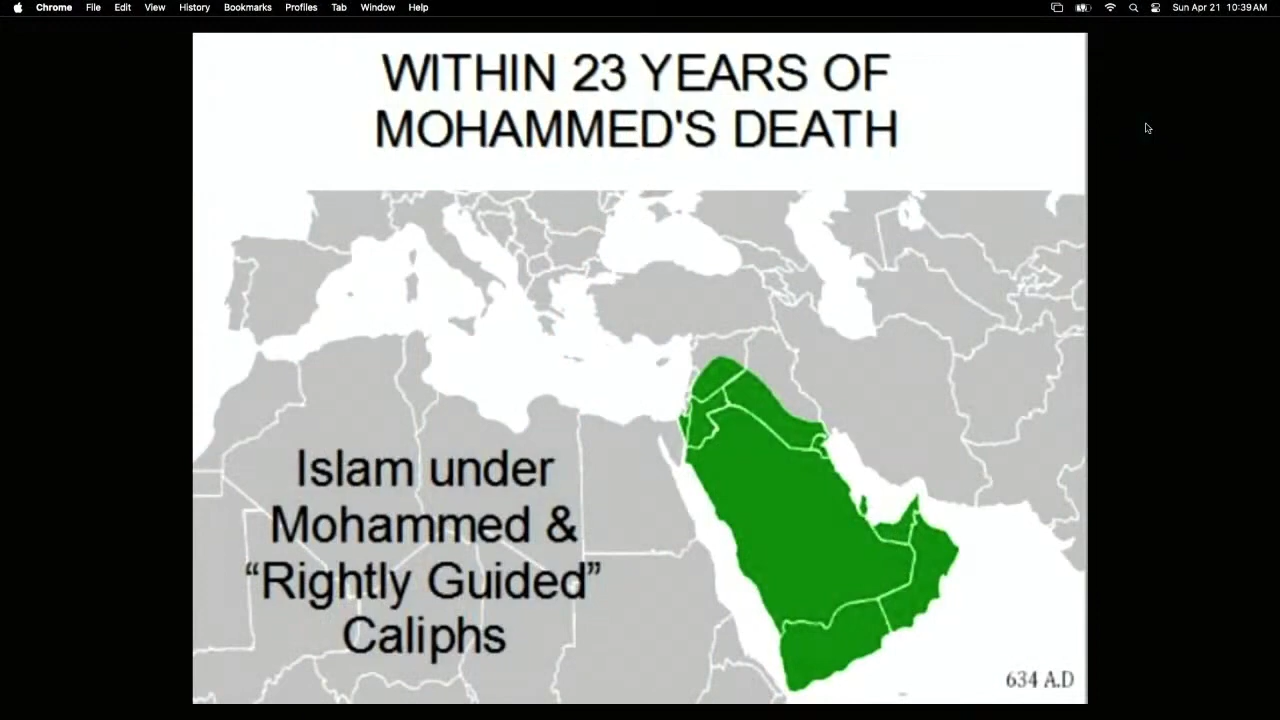 Chrome File Edit View History Bookmarks Profiles Tab Window Help Sun Apr 21 10:39 AM
WITHIN 23 YEARS OF
MOHAMMED'S DEATH
Islam under
Mohammed &
“Rightly Guided”
Caliphs
634 A.D